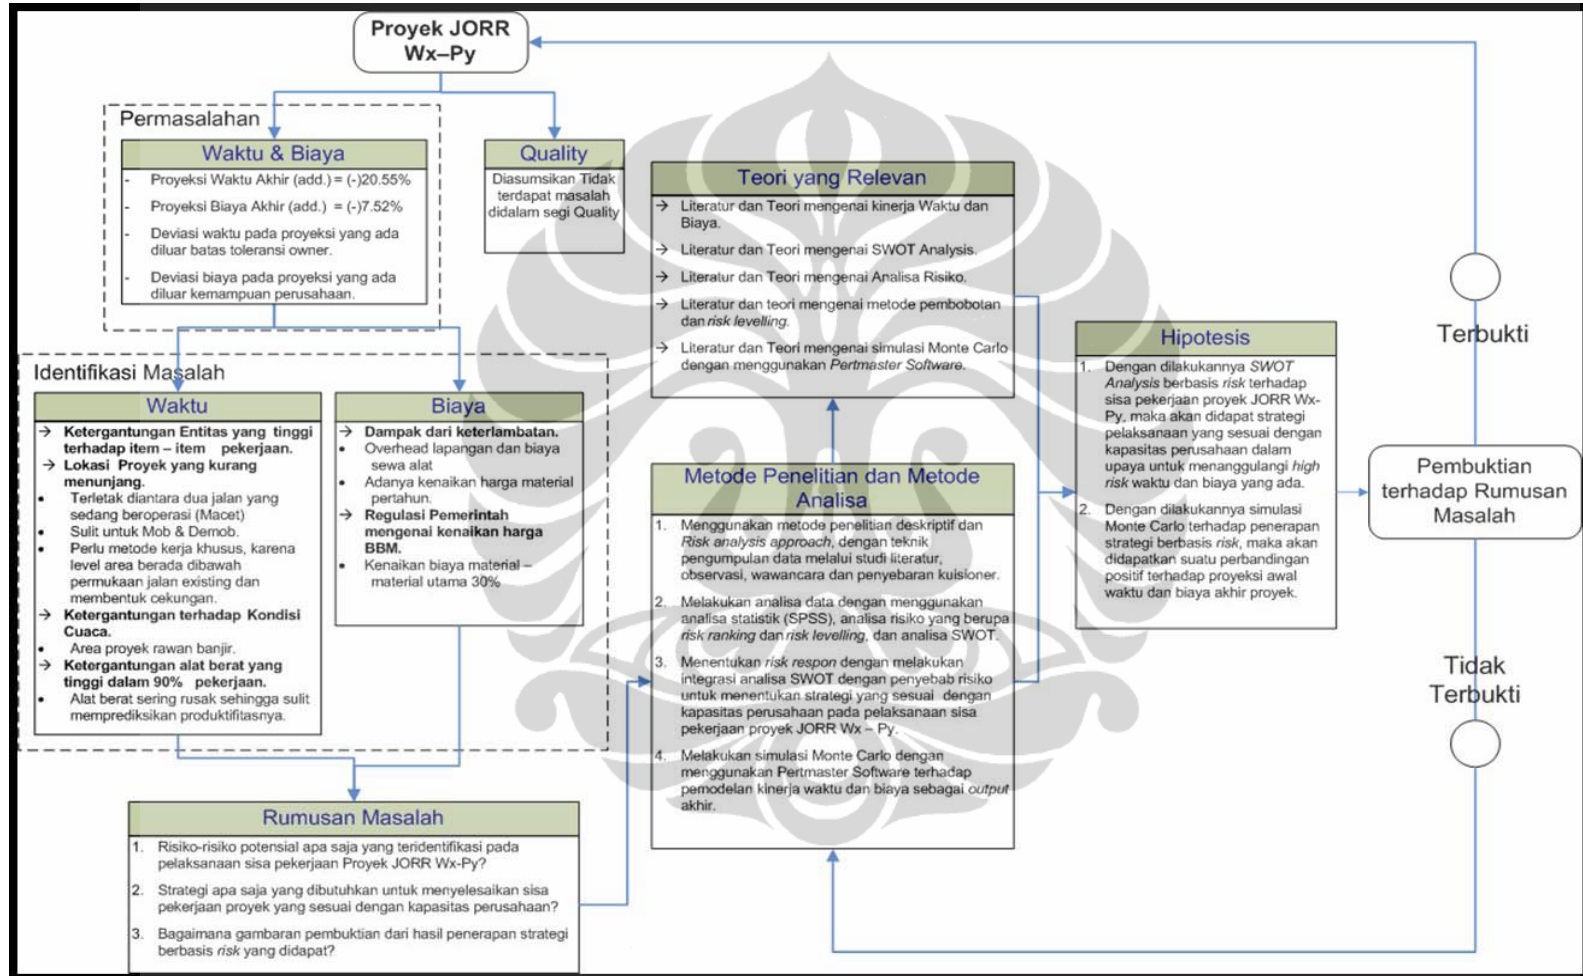 Proyek JORR
Wx–Py
Permasalahan
Waktu & Biaya
- Proyeksi Waktu Akhir (add.) = (-)20.55%
- Proyeksi Biaya Akhir (add.) = (-)7.52%
- Deviasi waktu pada proyeksi yang ada
diluar batas toleransi owner.
- Deviasi biaya pada proyeksi yang ada
diluar kemampuan perusahaan.
Quality
Diasumsikan Tidak
terdapat masalah
didalam segi Quality
Identifikasi Masalah
Waktu
→ Ketergantungan Entitas yang tinggi
terhadap item – item pekerjaan.
→ Lokasi Proyek yang kurang
menunjang.
• Terletak diantara dua jalan yang
sedang beroperasi (Macet)
• Sulit untuk Mob & Demob.
• Perlu metode kerja khusus, karena
level area berada dibawah
permukaan jalan existing dan
membentuk cekungan.
→ Ketergantungan terhadap Kondisi
Cuaca.
• Area proyek rawan banjir.
→ Ketergantungan alat berat yang
tinggi dalam 90% pekerjaan.
• Alat berat sering rusak sehingga sulit
memprediksikan produktifitasnya.
Biaya
→ Dampak dari keterlambatan.
• Overhead lapangan dan biaya
sewa alat
• Adanya kenaikan harga material
pertahun.
→ Regulasi Pemerintah
mengenai kenaikan harga
BBM.
• Kenaikan biaya material –
material utama 30%
Rumusan Masalah
1. Risiko-risiko potensial apa saja yang teridentifikasi pada
pelaksanaan sisa pekerjaan Proyek JORR Wx-Py?
2. Strategi apa saja yang dibutuhkan untuk menyelesaikan sisa
pekerjaan proyek yang sesuai dengan kapasitas perusahaan?
3. Bagaimana gambaran pembuktian dari hasil penerapan strategi
berbasis risk yang didapat?
Teori yang Relevan
→ Literatur dan Teori mengenai kinerja Waktu dan
Biaya.
→ Literatur dan Teori mengenai SWOT Analysis.
→ Literatur dan Teori mengenai Analisa Risiko.
→ Literatur dan teori mengenai metode pembobotan
dan risk levelling.
→ Literatur dan Teori mengenai simulasi Monte Carlo
dengan menggunakan Pertmaster Software.
Metode Penelitian dan Metode
Analisa
1. Menggunakan metode penelitian deskriptif dan
Risk analysis approach, dengan teknik
pengumpulan data melalui studi literatur,
observasi, wawancara dan penyebaran kuisioner.
2. Melakukan analisa data dengan menggunakan
analisa statistik (SPSS), analisa risiko yang berupa
risk ranking dan risk levelling, dan analisa SWOT.
3. Menentukan risk respon dengan melakukan
integrasi analisa SWOT dengan penyebab risiko
untuk menentukan strategi yang sesuai dengan
kapasitas perusahaan pada pelaksanaan sisa
pekerjaan proyek JORR Wx – Py.
4. Melakukan simulasi Monte Carlo dengan
menggunakan Pertmaster Software terhadap
pemodelan kinerja waktu dan biaya sebagai output
akhir.
Hipotesis
1. Dengan dilakukannya SWOT
Analysis berbasis risk terhadap
sisa pekerjaan proyek JORR Wx-
Py, maka akan didapat strategi
pelaksanaan yang sesuai dengan
kapasitas perusahaan dalam
upaya untuk menanggulangi high
risk waktu dan biaya yang ada.
2. Dengan dilakukannya simulasi
Monte Carlo terhadap penerapan
strategi berbasis risk, maka akan
didapatkan suatu perbandingan
positif terhadap proyeksi awal
waktu dan biaya akhir proyek.
Terbukti
Pembuktian
terhadap Rumusan
Masalah
Tidak
Terbukti